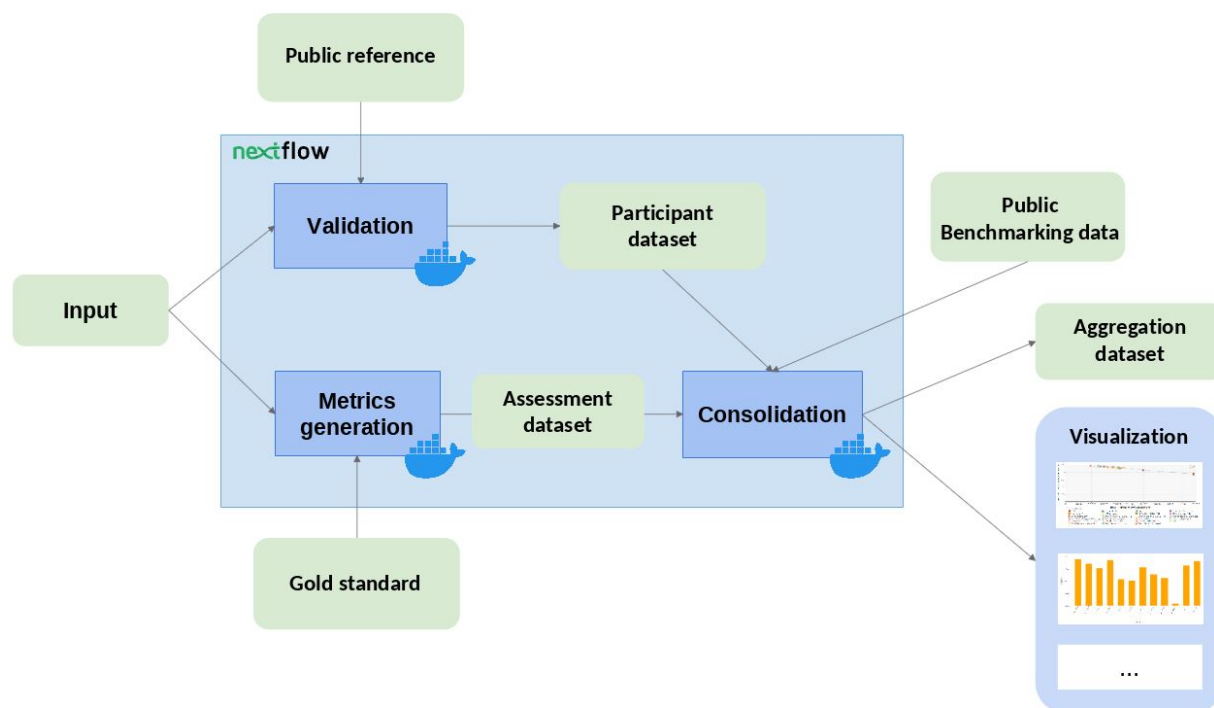 Public reference
nextflow
Validation
Participant
dataset
Public
Benchmarking data
Input
Aggregation
dataset
Metrics
generation
Assessment
dataset
Consolidation
Visualization
Gold standard
...